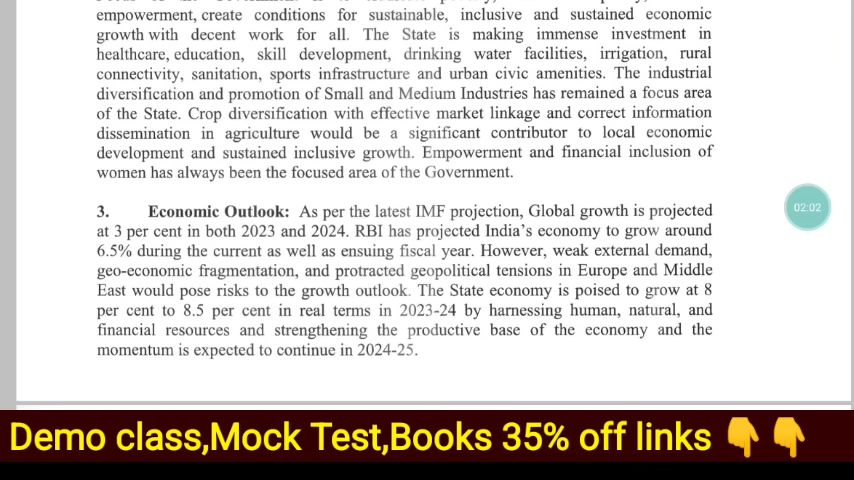 empowerment, create conditions for sustainable, inclusive and sustained economic
growth with decent work for all. The State is making immense investment in
healthcare, education, skill development, drinking water facilities, irrigation, rural
connectivity, sanitation, sports infrastructure and urban civic amenities. The industrial
diversification and promotion of Small and Medium Industries has remained a focus area
of the State. Crop diversification with effective market linkage and correct information
dissemination in agriculture would be a significant contributor to local economic
development and sustained inclusive growth. Empowerment and financial inclusion of
women has always been the focused area of the Government.
3. Economic Outlook: As per the latest IMF projection, Global growth is projected
at 3 per cent in both 2023 and 2024. RBI has projected India's economy to grow around
6.5% during the current as well as ensuing fiscal year. However, weak external demand,
geo-economic fragmentation, and protracted geopolitical tensions in Europe and Middle
East would pose risks to the growth outlook. The State economy is poised to grow at 8
per cent to 8.5 per cent in real terms in 2023-24 by harnessing human, natural, and
financial resources and strengthening the productive base of the economy and the
momentum is expected to continue in 2024-25.
02:02
Demo class,Mock Test,Books 35% off links 👇👇